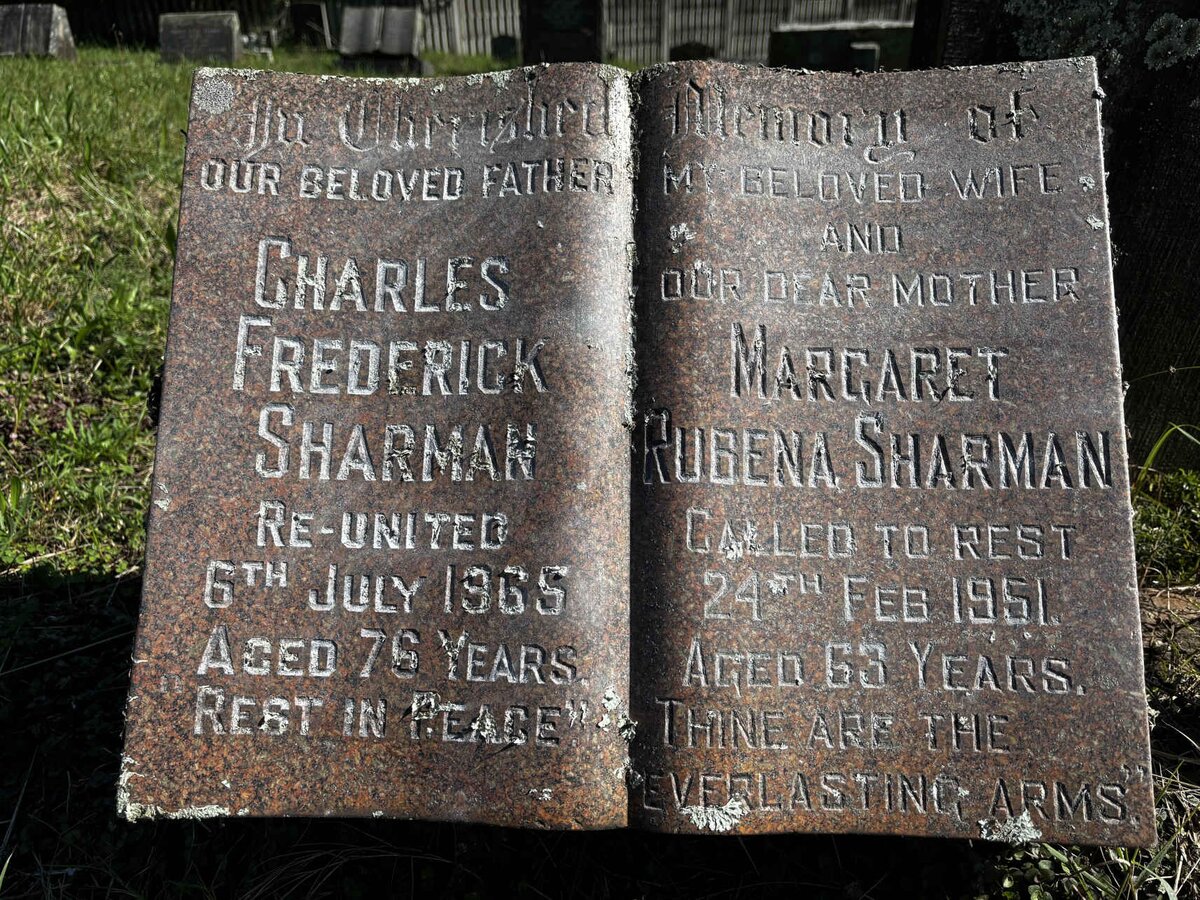 In Cherished
OUR BELOVED FATHER
CHARLES
FREDERICK
SHARMAN
RE-UNITED
6TH JULY 1965
AGED 76 YEARS.
"REST IN PEACE"
Memory of
MY BELOVED WIFE
AND
OUR DEAR MOTHER
MARGARET
RUBENA SHARMAN
CALLED TO REST
24TH FEB 1951.
AGED 63 YEARS.
"THINE ARE THE
EVERLASTING ARMS."